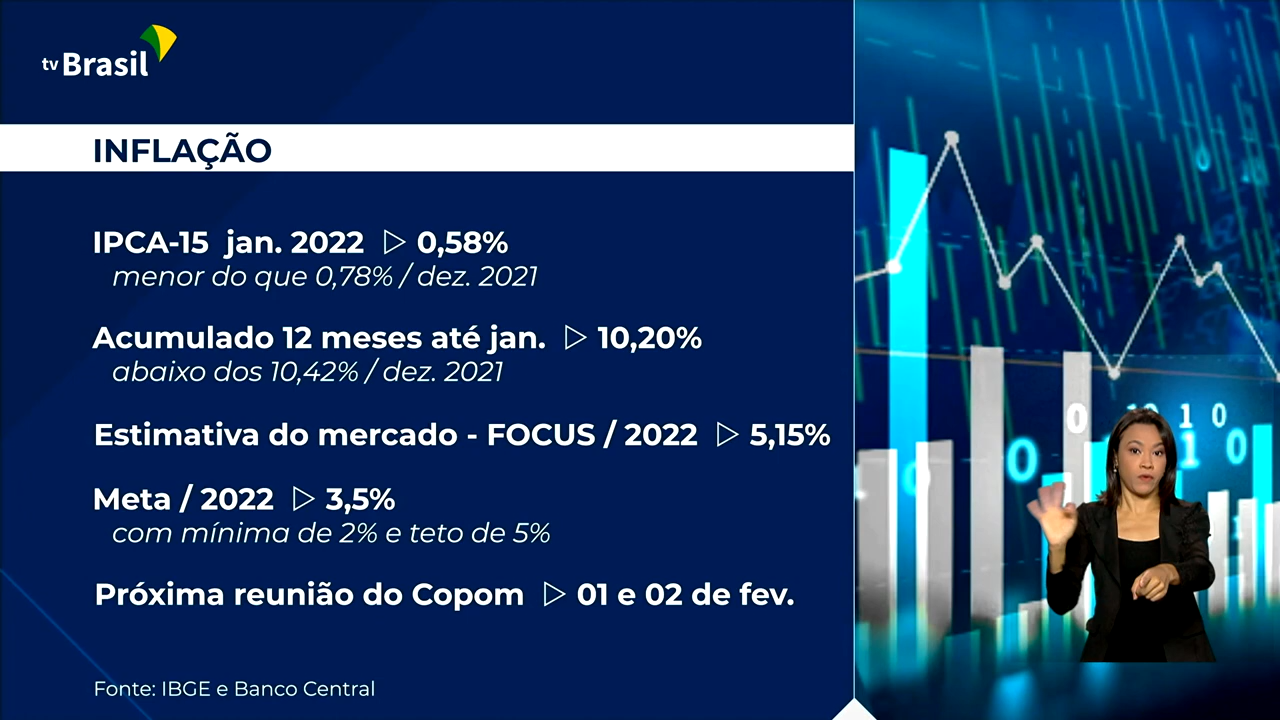 tv Brasil
INFLAÇÃO
IPCA-15 jan. 2022 ▷ 0,58%
menor do que 0,78% / dez. 2021
Acumulado 12 meses até jan. ▷ 10,20%
abaixo dos 10,42% / dez. 2021
Estimativa do mercado - FOCUS / 2022 ▷ 5,15%
Meta / 2022 ▷ 3,5%
com mínima de 2% e teto de 5%
Próxima reunião do Copom ▷ 01 e 02 de fev.
Fonte: IBGE e Banco Central